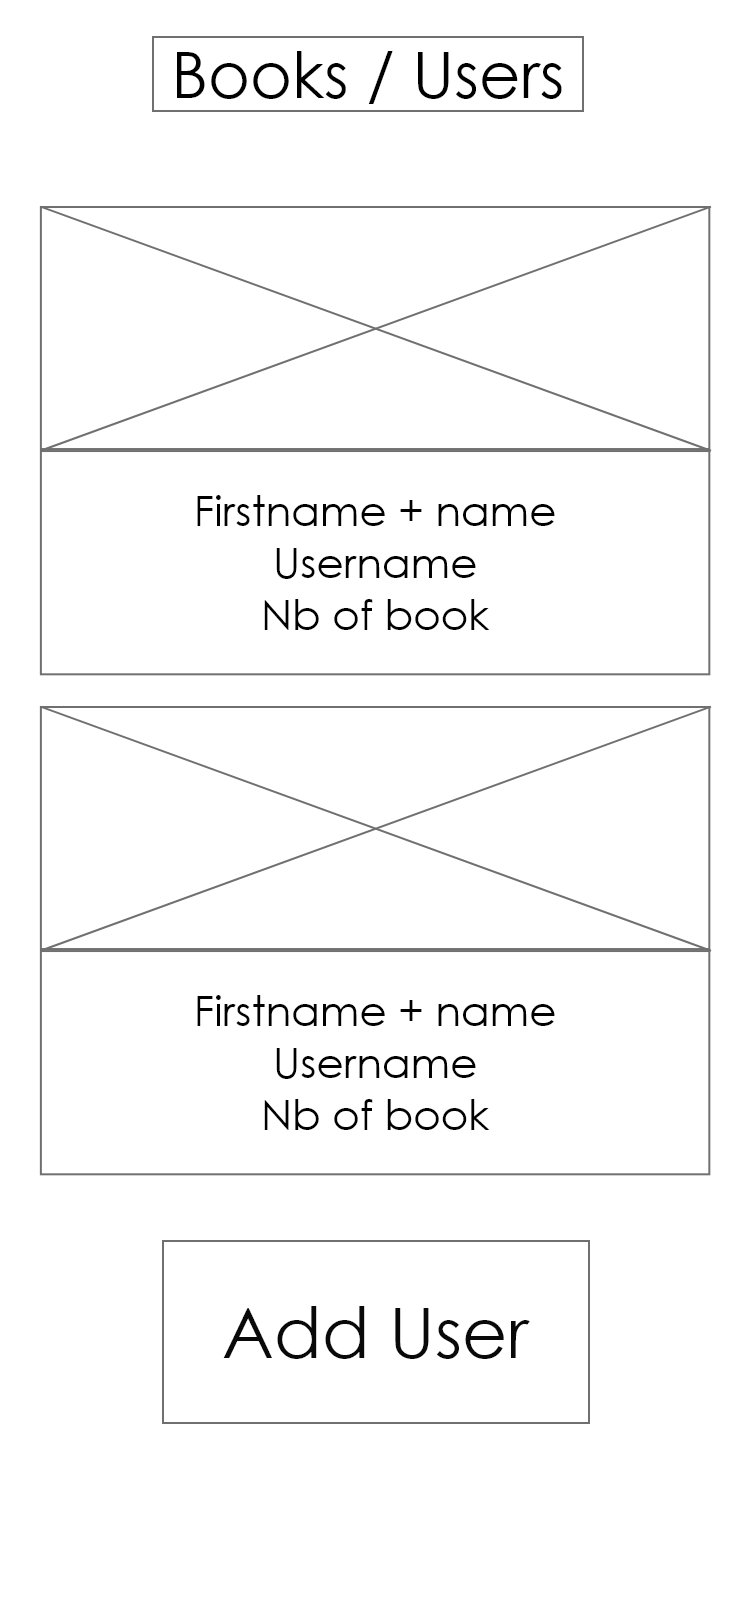 Books / Users
Firstname + name
Username
Nb of book
Firstname + name
Username
Nb of book
Add User